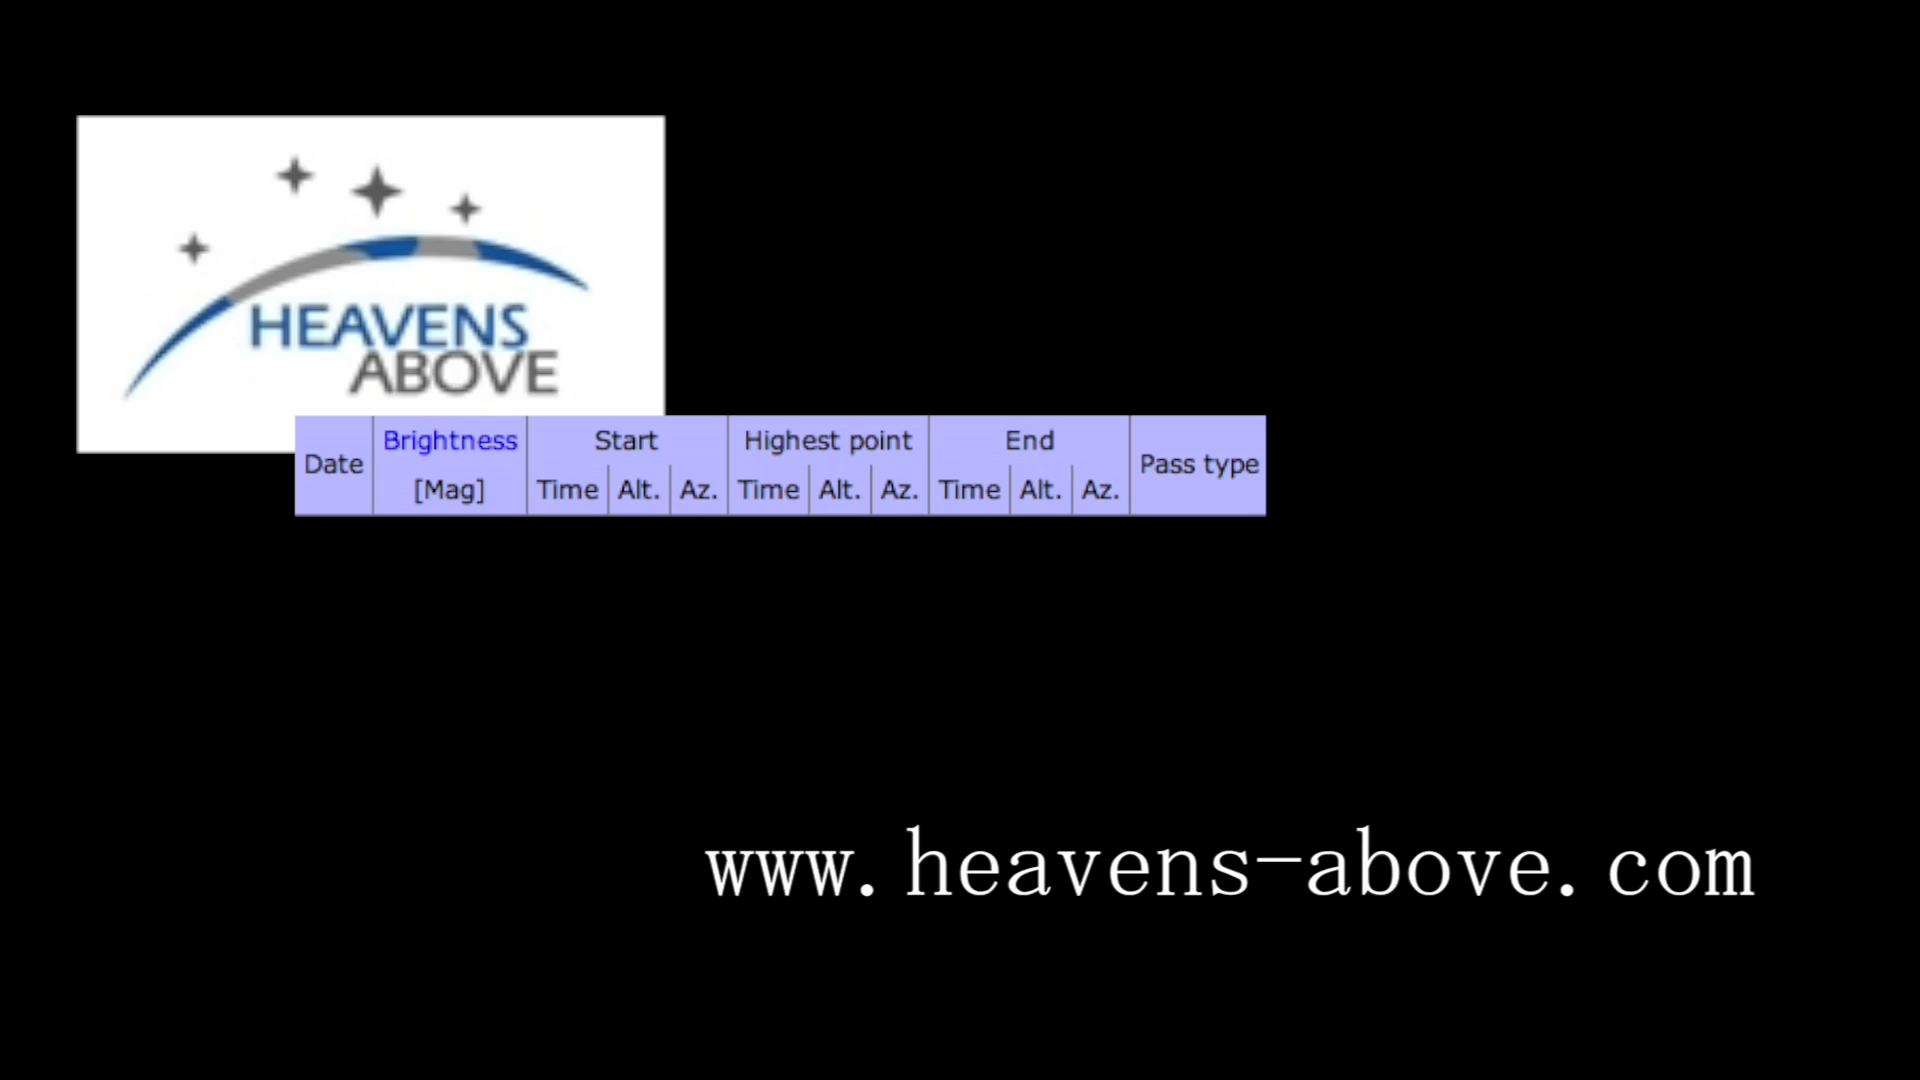 HEAVENS
ABOVE
Date Brightness [Mag] Start Highest point End Pass type
Time Alt. Az. Time Alt. Az. Time Alt. Az.
www.heavens-above.com